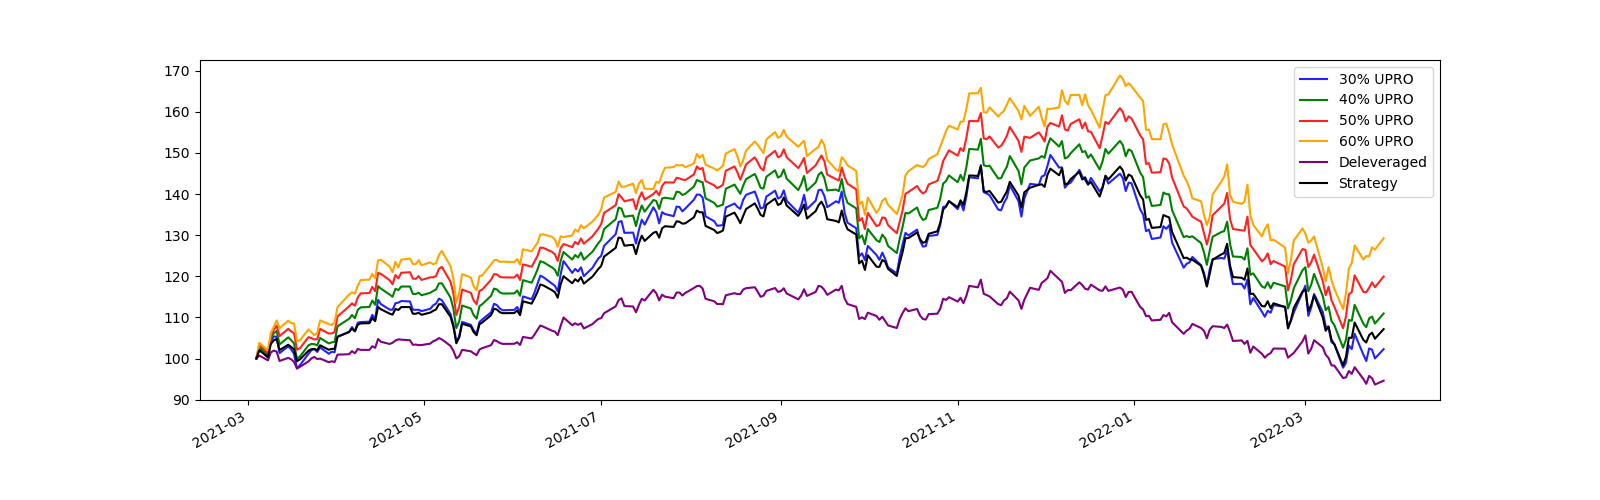 170
160
150
140
130
120
110
100
90
2021-03
2021-05
2021-07
2021-09
2021-11
2022-01
2022-03
30% UPRO
40% UPRO
50% UPRO
60% UPRO
Deleveraged
Strategy